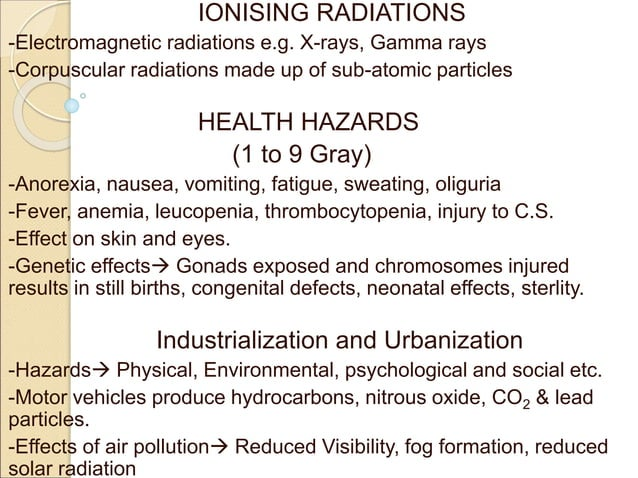 IONISING RADIATIONS
-Electromagnetic radiations e.g. X-rays, Gamma rays
-Corpuscular radiations made up of sub-atomic particles
HEALTH HAZARDS
(1 to 9 Gray)
-Anorexia, nausea, vomiting, fatigue, sweating, oliguria
-Fever, anemia, leucopenia, thrombocytopenia, injury to C.S.
-Effect on skin and eyes.
-Genetic effects→ Gonads exposed and chromosomes injured
results in still births, congenital defects, neonatal effects, sterlity.
Industrialization and Urbanization
-Hazards→ Physical, Environmental, psychological and social etc.
-Motor vehicles produce hydrocarbons, nitrous oxide, CO₂ & lead
particles.
-Effects of air pollution→ Reduced Visibility, fog formation, reduced
solar radiation